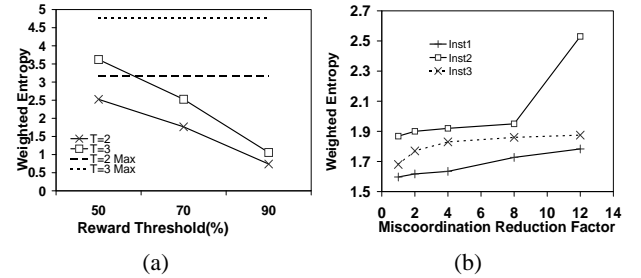 5
4.5
4
3.5
3
2.5
2
1.5
1
0.5
0
Weighted Entropy
T=2
T=3
T=2 Max
T=3 Max
50 70 90
Reward Threshold(%)
(a)
2.7
2.5
2.3
2.1
1.9
1.7
1.5
Weighted Entropy
Inst1
Inst2
Inst3
0 2 4 6 8 10 12 14
Miscoordination Reduction Factor
(b)